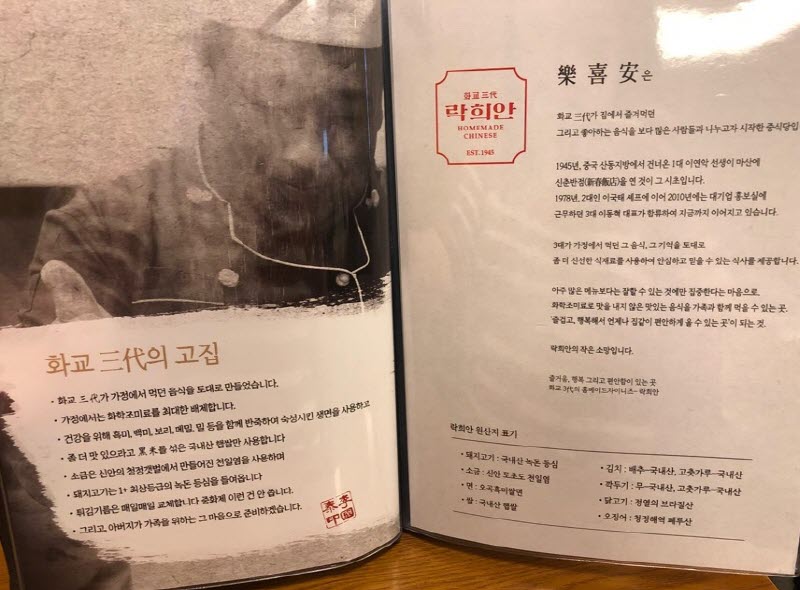 화교 三代의 고집
• 화교 三代가 가정에서 먹던 음식을 토대로 만들었습니다.
• 가정에서는 화학조미료를 최대한 배제합니다.
• 건강을 위해 흑미, 백미, 보리, 메밀, 밀 등을 함께 반죽하여 숙성시킨 생면을 사용하고
• 좀 더 맛 있으라고 黑米를 섞은 국내산 햅쌀만 사용합니다
• 소금은 신안의 청정갯벌에서 만들어진 천일염을 사용하며
• 돼지고기는 1+ 최상등급의 녹돈 등심을 들여옵니다
• 튀김기름은 매일매일 교체합니다 중화제 이런 건 안 씁니다.
• 그리고, 아버지가 가족을 위하는 그 마음으로 준비하겠습니다.
화교 三代
락희안
HOMEMADE
CHINESE
EST. 1945
樂喜安은
화교 三代가 집에서 즐겨먹던
그리고 좋아하는 음식을 보다 많은 사람들과 나누고자 시작한 중식당입
1945년, 중국 산동지방에서 건너온 1대 이연악 선생이 마산에
신춘반점(新春飯店)을 연 것이 그 시초입니다.
1978년, 2대인 이국태 셰프에 이어 2010년에는 대기업 홍보실에
근무하던 3대 이동혁 대표가 합류하여 지금까지 이어지고 있습니다.
3대가 가정에서 먹던 그 음식, 그 기억을 토대로
좀 더 신선한 식재료를 사용하여 안심하고 믿을 수 있는 식사를 제공합니다.
아주 많은 메뉴보다는 잘할 수 있는 것에만 집중한다는 마음으로,
화학조미료로 맛을 내지 않은 맛있는 음식을 가족과 함께 먹을 수 있는 곳.
'즐겁고, 행복해서 언제나 집같이 편안하게 올 수 있는 곳'이 되는 것.
락희안의 작은 소망입니다.
즐거움, 행복 그리고 편안함이 있는 곳
화교 3代의 홈메이드차이니즈-락희안
락희안 원산지 표기
• 돼지고기 : 국내산 녹돈 등심
• 소금 : 신안 도초도 천일염
• 면 : 오곡흑미쌀면
• 쌀 : 국내산 햅쌀
• 김치 : 배추-국내산, 고춧가루-국내산
• 깍두기 : 무-국내산, 고춧가루-국내산
• 닭고기 : 정열의 브라질산
• 오징어 : 청정해역 페루산